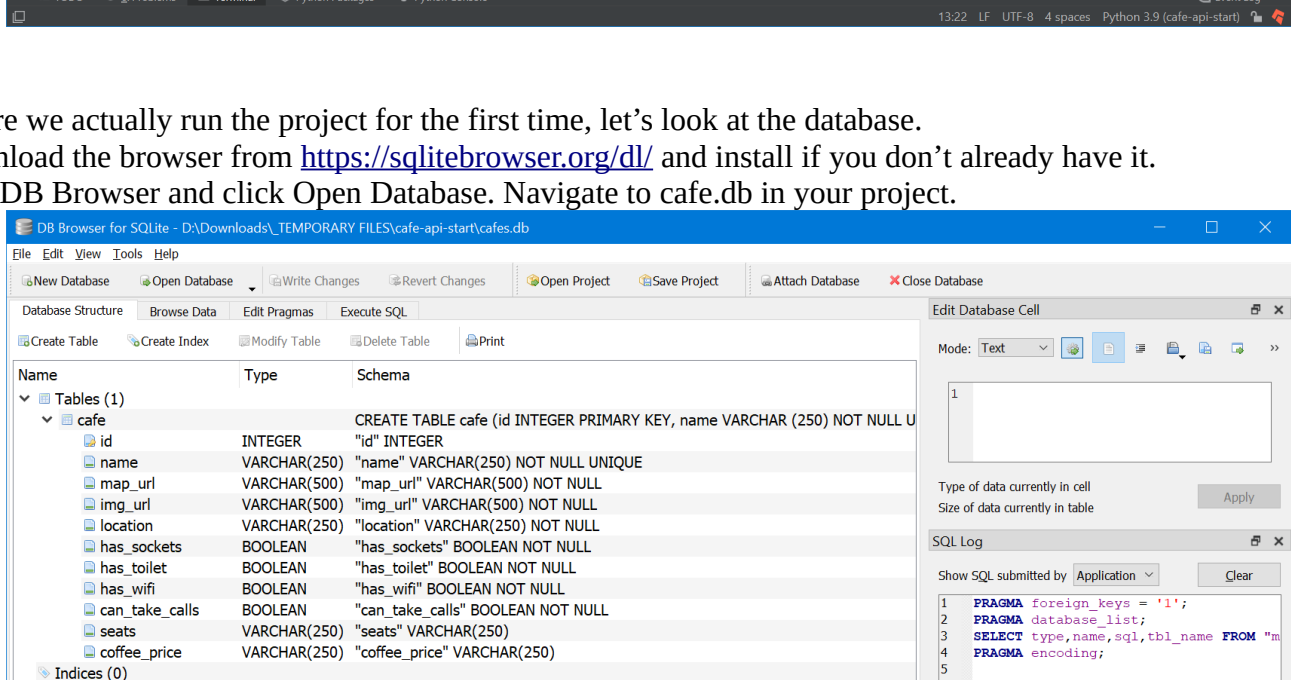 Terminal
13:22 LF UTF-8 4 spaces Python 3.9 (cafe-api-start)
we actually run the project for the first time, let's look at the database.
the browser from https://sqlitebrowser.org/dl/ and install if you don't already have it.
DB Browser and click Open Database. Navigate to cafe.db in your project.
DB Browser for SQLite - D:\Downloads\_TEMPORARY FILES\cafe-api-start\cafes.db
File Edit View Tools Help
New Database Open Database Write Changes Revert Changes Open Project Save Project Attach Database Close Database
Database Structure Browse Data Edit Pragmas Execute SQL
Create Table Create Index Modify Table Delete Table Print
Name Type Schema
Tables (1)
cafe CREATE TABLE cafe (id INTEGER PRIMARY KEY, name VARCHAR (250) NOT NULL U
id INTEGER "id" INTEGER
name VARCHAR(250) "name" VARCHAR(250) NOT NULL UNIQUE
map_url VARCHAR(500) "map_url" VARCHAR(500) NOT NULL
img_url VARCHAR(500) "img_url" VARCHAR(500) NOT NULL
location VARCHAR(250) "location" VARCHAR(250) NOT NULL
has_sockets BOOLEAN "has_sockets" BOOLEAN NOT NULL
has_toilet BOOLEAN "has_toilet" BOOLEAN NOT NULL
has_wifi BOOLEAN "has_wifi" BOOLEAN NOT NULL
can_take_calls BOOLEAN "can_take_calls" BOOLEAN NOT NULL
seats VARCHAR(250) "seats" VARCHAR(250)
coffee_price VARCHAR(250) "coffee_price" VARCHAR(250)
Indices (0)
Edit Database Cell
Mode: Text
1
Type of data currently in cell
Size of data currently in table
Apply
SQL Log
Show SQL submitted by Application Clear
1 PRAGMA foreign_keys = '1';
2 PRAGMA database_list;
3 SELECT type,name,sql,tbl_name FROM "m
4 PRAGMA encoding;
5